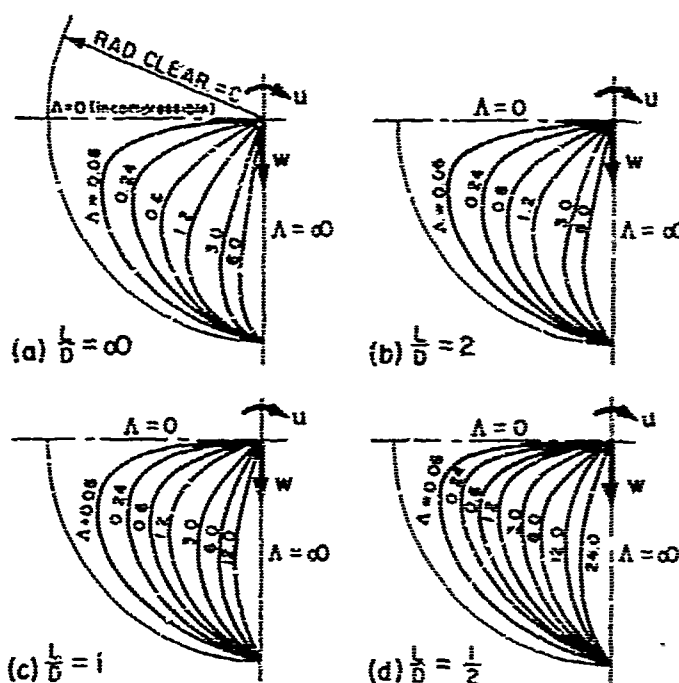 RAD CLEAR = C
Λ=0 (incompressible)
u
w
Λ = 0.06
0.24
0.6
1.2
3.0
6.0
Λ = ∞
(a) L/D = ∞
Λ = 0
u
w
Λ = 0.06
0.24
0.6
1.2
3.0
6.0
Λ = ∞
(b) L/D = 2
Λ = 0
u
w
Λ=0.06
0.24
0.6
1.2
3.0
6.0
12.0
Λ = ∞
(c) L/D = 1
Λ = 0
u
w
Λ = 0.06
0.24
0.6
1.2
3.0
6.0
12.0
24.0
Λ = ∞
(d) L/D = 1/2